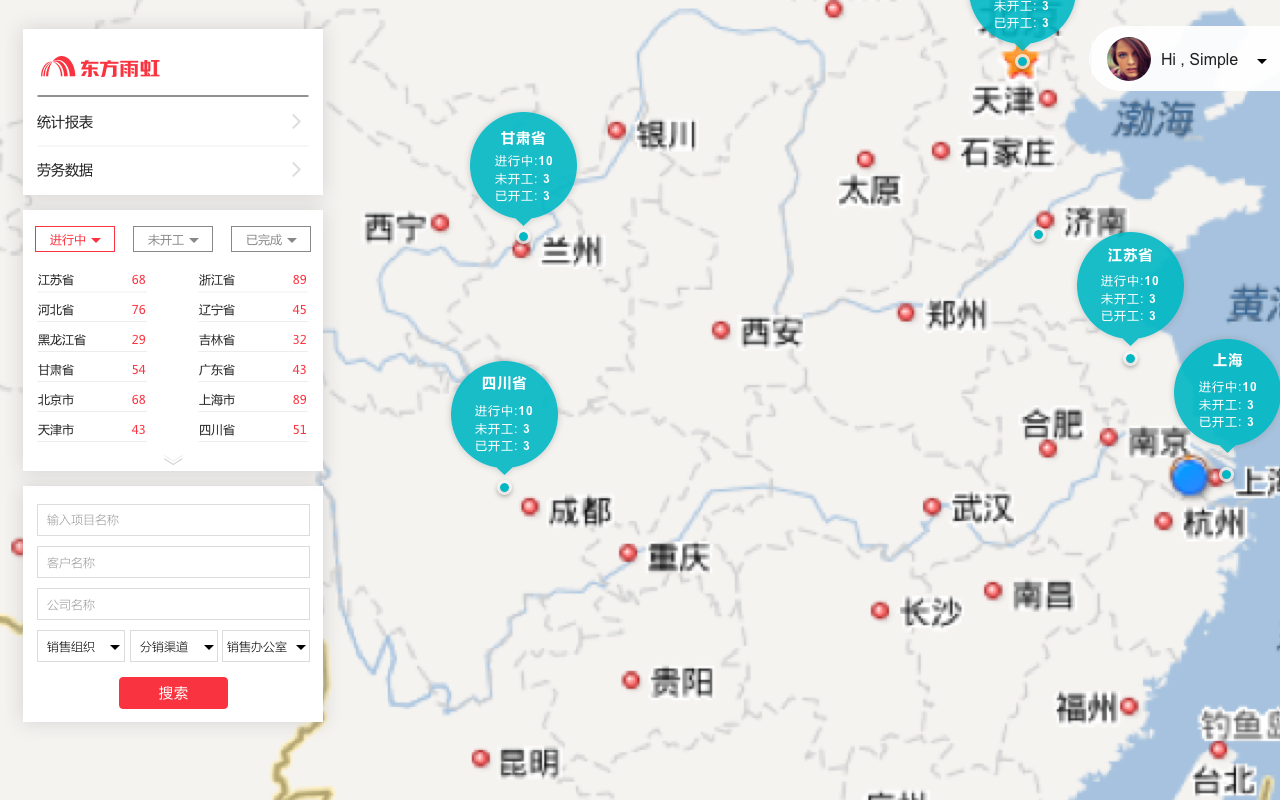 东方雨虹
统计报表
劳务数据
进行中 未开工 已完成
江苏省 68 浙江省 89
河北省 76 辽宁省 45
黑龙江省 29 吉林省 32
甘肃省 54 广东省 43
北京市 68 上海市 89
天津市 43 四川省 51
输入项目名称
客户名称
公司名称
销售组织 分销渠道 销售办公室
搜索
未开工: 3
已开工: 3
Hi , Simple
天津
渤海
甘肃省
进行中:10
未开工: 3
已开工: 3
银川
石家庄
太原
西宁
兰州
济南
江苏省
进行中:10
未开工: 3
已开工: 3
郑州
西安
上海
进行中:10
未开工: 3
已开工: 3
四川省
进行中:10
未开工: 3
已开工: 3
合肥
南京
成都
武汉
杭州
重庆
南昌
长沙
贵阳
福州
钓鱼岛
昆明
台北